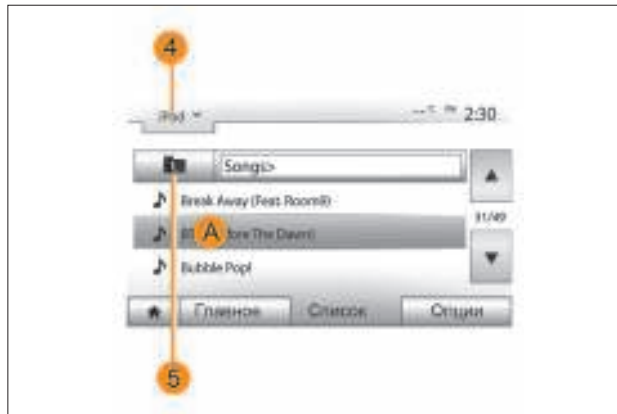 4
iPod
--°C 2:30
Songs>
Break Away (Feat. Room9)
A fore The Dawn)
31/49
Bubble Pop!
Главное Список Опции
5